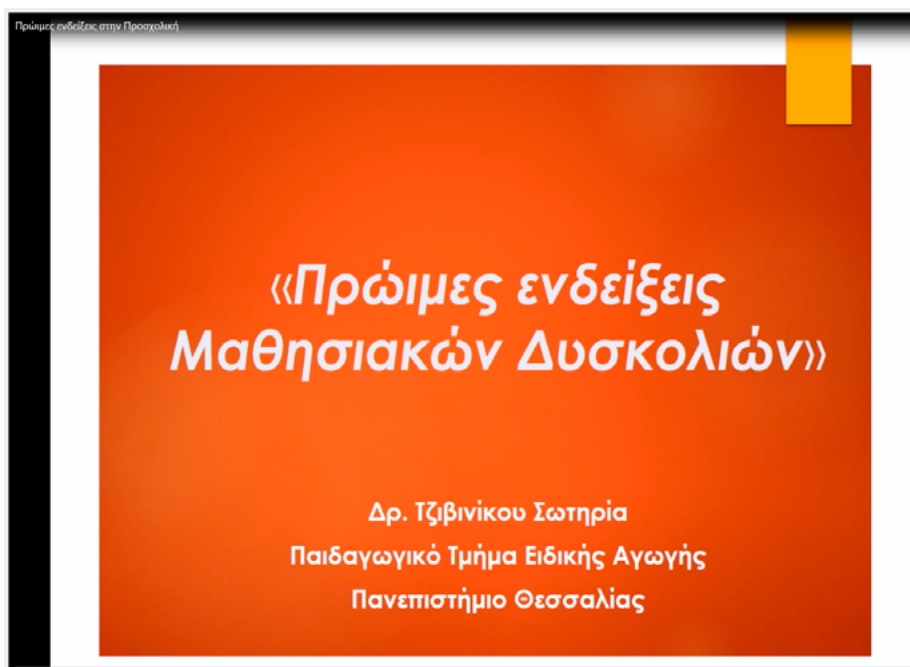 Πρώιμες ενδείξεις στην Προσχολική
«Πρώιμες ενδείξεις
Μαθησιακών Δυσκολιών»
Δρ. Τζιβινίκου Σωτηρία
Παιδαγωγικό Τμήμα Ειδικής Αγωγής
Πανεπιστήμιο Θεσσαλίας